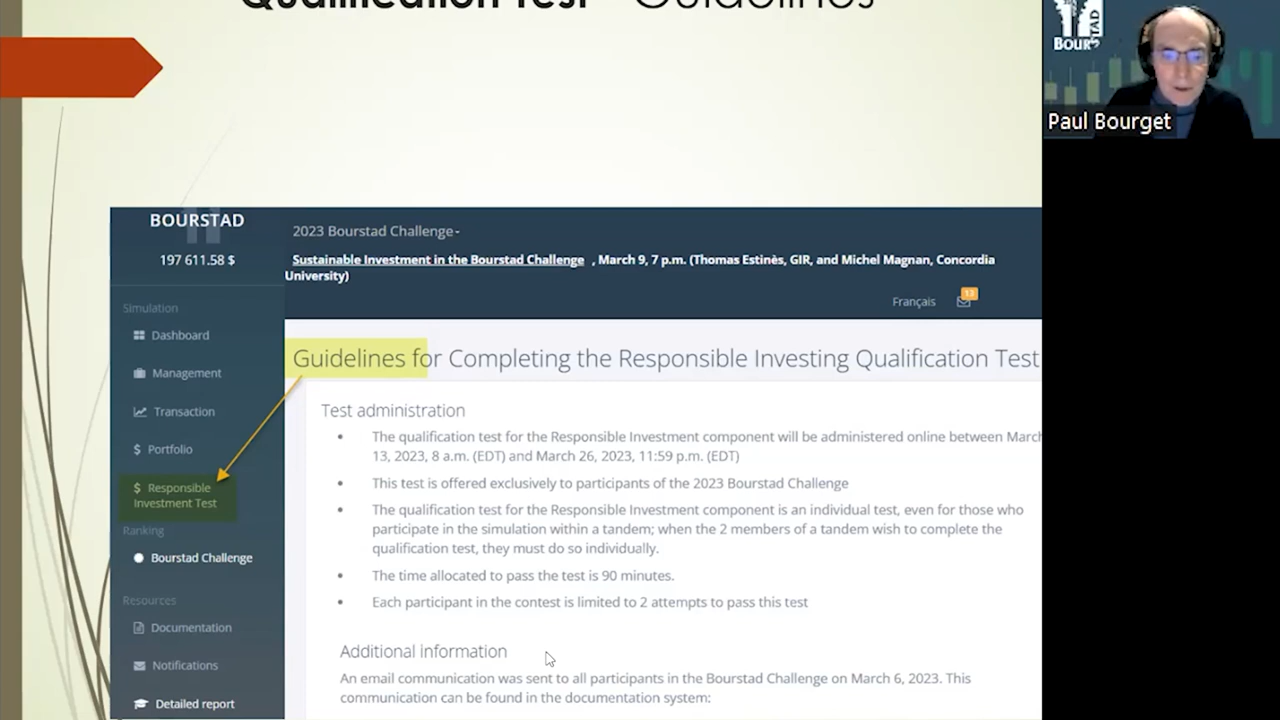 Qualification Test - Guidelines
BOURSTAD
Paul Bourget
BOURSTAD
197 611.58 $
2023 Bourstad Challenge-
Sustainable Investment in the Bourstad Challenge , March 9, 7 p.m. (Thomas Estinès, GIR, and Michel Magnan, Concordia
University)
Français
13
Simulation
Dashboard
Management
Transaction
Portfolio
Responsible
Investment Test
Ranking
Bourstad Challenge
Resources
Documentation
Notifications
Detailed report
Guidelines for Completing the Responsible Investing Qualification Test
Test administration
• The qualification test for the Responsible Investment component will be administered online between March
13, 2023, 8 a.m. (EDT) and March 26, 2023, 11:59 p.m. (EDT)
• This test is offered exclusively to participants of the 2023 Bourstad Challenge
• The qualification test for the Responsible Investment component is an individual test, even for those who
participate in the simulation within a tandem; when the 2 members of a tandem wish to complete the
qualification test, they must do so individually.
• The time allocated to pass the test is 90 minutes.
• Each participant in the contest is limited to 2 attempts to pass this test
Additional information
An email communication was sent to all participants in the Bourstad Challenge on March 6, 2023. This
communication can be found in the documentation system: